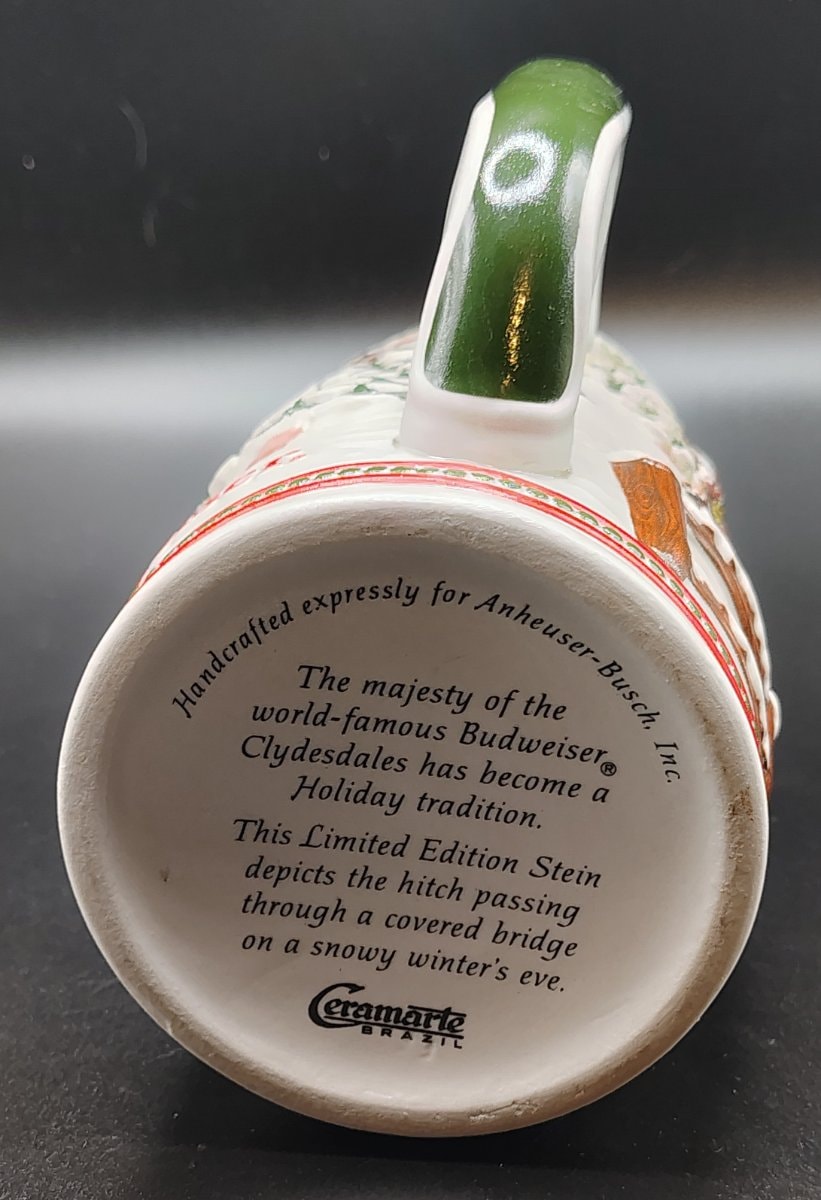 Handcrafted expressly for Anheuser-Busch, Inc.
The majesty of the
world-famous Budweiser®
Clydesdales has become a
Holiday tradition.
This Limited Edition Stein
depicts the hitch passing
through a covered bridge
on a snowy winter's eve.
Ceramarte
BRAZIL